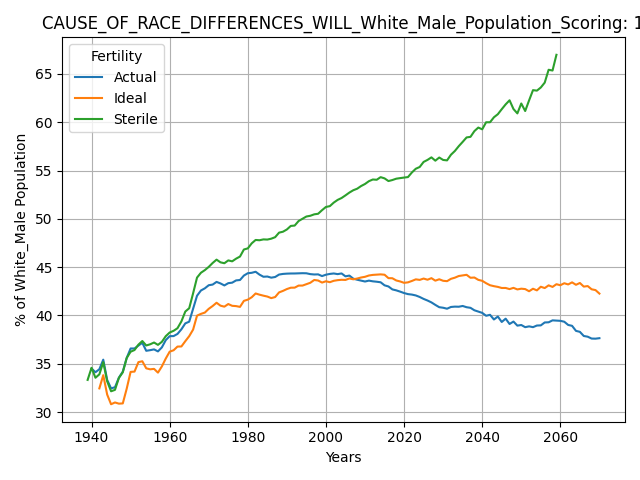 CAUSE_OF_RACE_DIFFERENCES_WILL_White_Male_Population_Scoring: 1
Fertility
Actual
Ideal
Sterile
% of White_Male Population
65
60
55
50
45
40
35
30
1940 1960 1980 2000 2020 2040 2060
Years